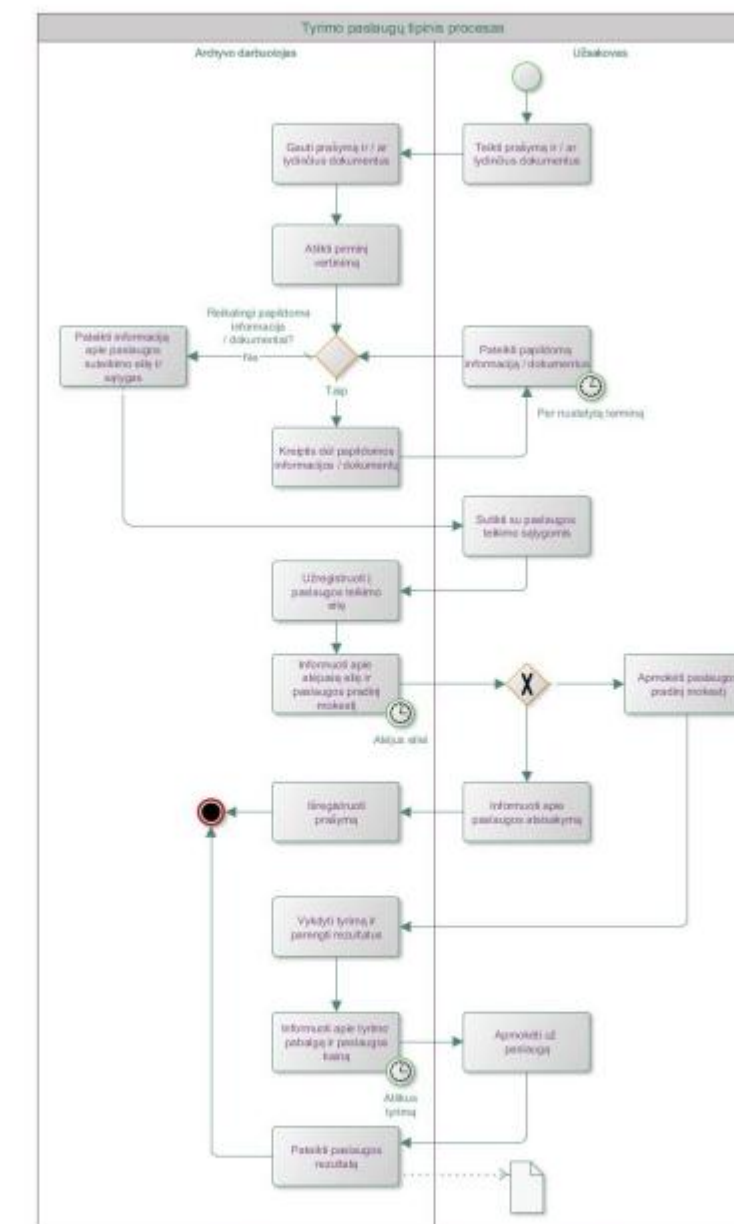 Tyrimo paslaugų tipinis procesas
Archyvo darbuotojas
Užsakovas
Gauti prašymą ir / ar
lydinčius dokumentus
Teikti prašymą ir / ar
lydinčius dokumentus
Atlikti pirminį
vertinimą
Reikalingi papildoma
informacija
/ dokumentai?
Pateikti informaciją
apie paslaugos
suteikimo eilę ir
sąlygas
Ne
Pateikti papildomą
informaciją / dokumentus
Taip
Per nustatytą terminą
Kreiptis dėl papildomos
informacijos / dokumentų
Sutikti su paslaugos
teikimo sąlygomis
Užregistruoti į
paslaugos teikimo
eilę
Informuoti apie
atėjusią eilę ir
paslaugos pradinį
mokestį
Apmokėti paslaugos
pradinį mokestį
Atėjus eilei
Išregistruoti
prašymą
Informuoti apie
paslaugos atsisakymą
Vykdyti tyrimą ir
parengti rezultatus
Informuoti apie tyrimo
pabaigą ir paslaugos
kainą
Apmokėti už
paslaugą
Atlikus
tyrimą
Pateikti paslaugos
rezultatą